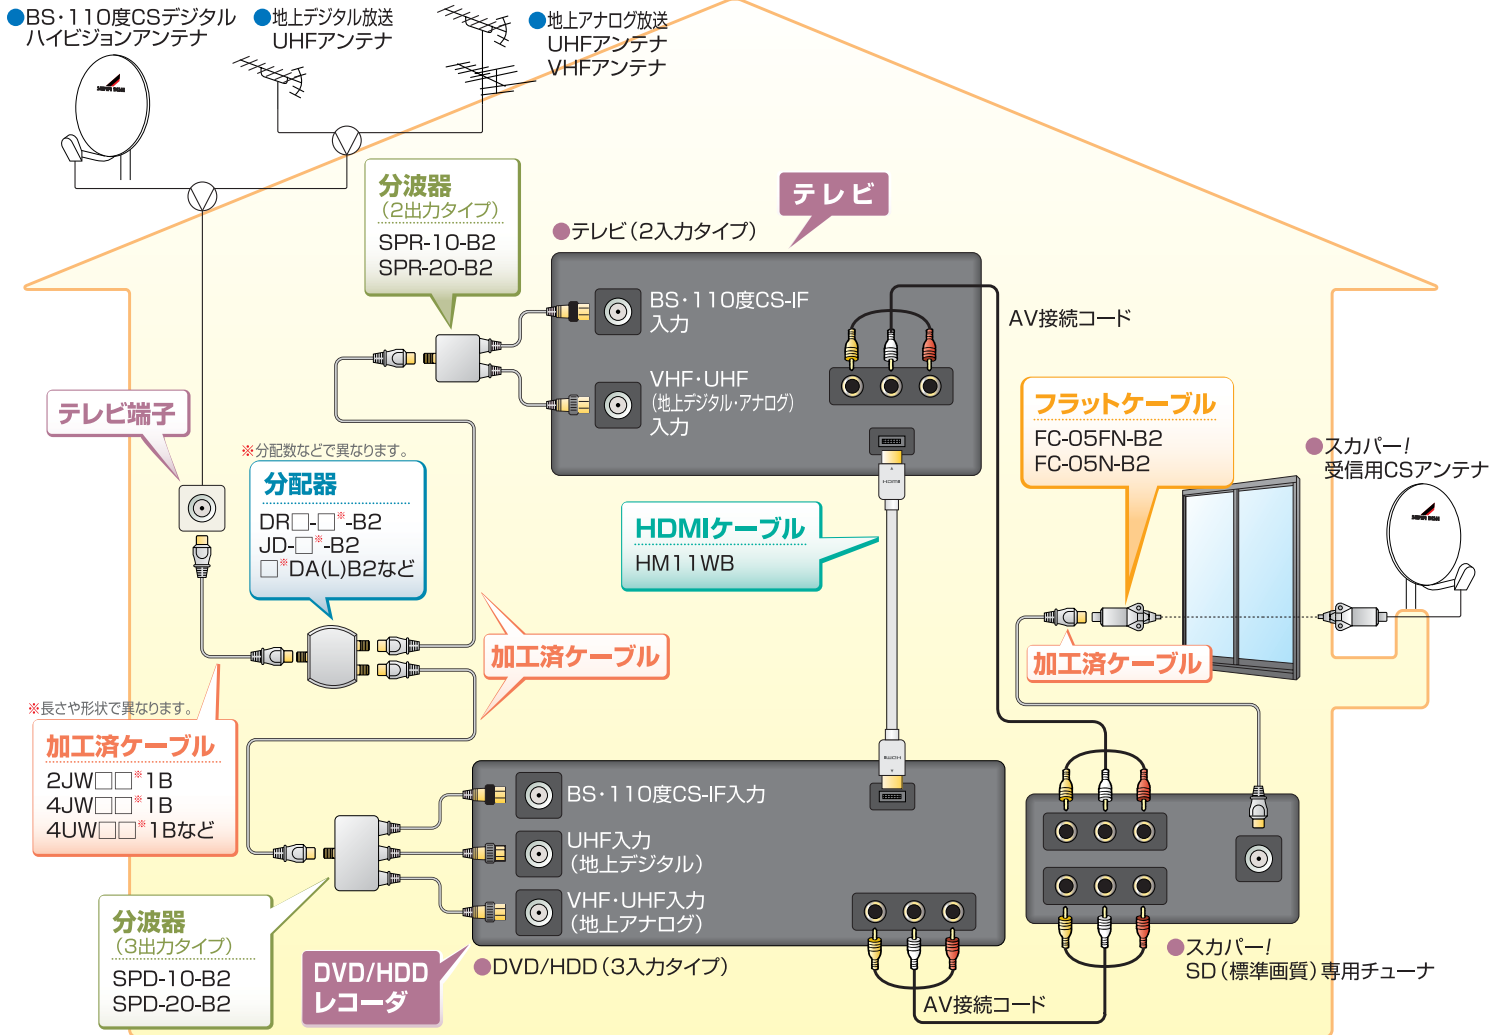 ●BS・110度CSデジタル
ハイビジョンアンテナ
●地上デジタル放送
UHFアンテナ
●地上アナログ放送
UHFアンテナ
VHFアンテナ
分波器
（2出力タイプ）
SPR-10-B2
SPR-20-B2
テレビ
●テレビ（2入力タイプ）
BS・110度CS-IF
入力
VHF・UHF
（地上デジタル・アナログ）
入力
AV接続コード
テレビ端子
※分配数などで異なります。
分配器
DR□-□※-B2
JD-□※-B2
□※DA(L)B2など
HDMIケーブル
HM11WB
HDMI
フラットケーブル
FC-05FN-B2
FC-05N-B2
●スカパー!
受信用CSアンテナ
加工済ケーブル
加工済ケーブル
※長さや形状で異なります。
加工済ケーブル
2JW□□※1B
4JW□□※1B
4UW□□※1Bなど
HDMI
BS・110度CS-IF入力
UHF入力
（地上デジタル）
VHF・UHF入力
（地上アナログ）
分波器
（3出力タイプ）
SPD-10-B2
SPD-20-B2
DVD/HDD
レコーダ
●DVD/HDD（3入力タイプ）
AV接続コード
●スカパー!
SD（標準画質）専用チューナ